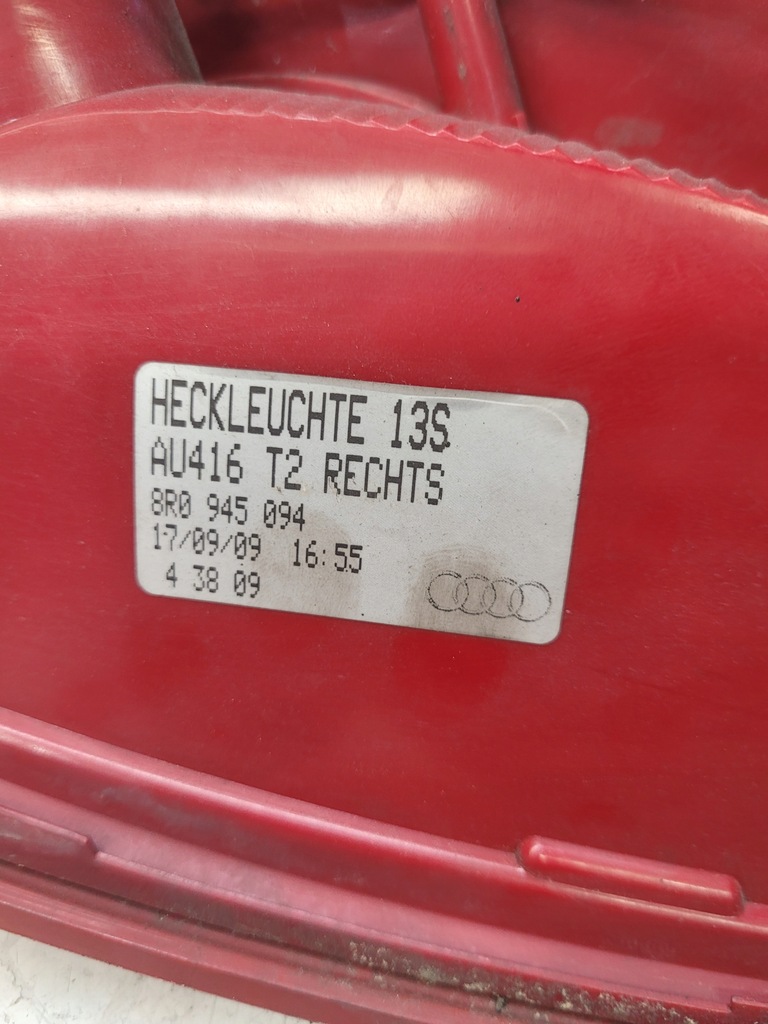 HECKLEUCHTE 13S
AU416 T2 RECHTS
8R0 945 094
17/09/09 16:55
4 38 09